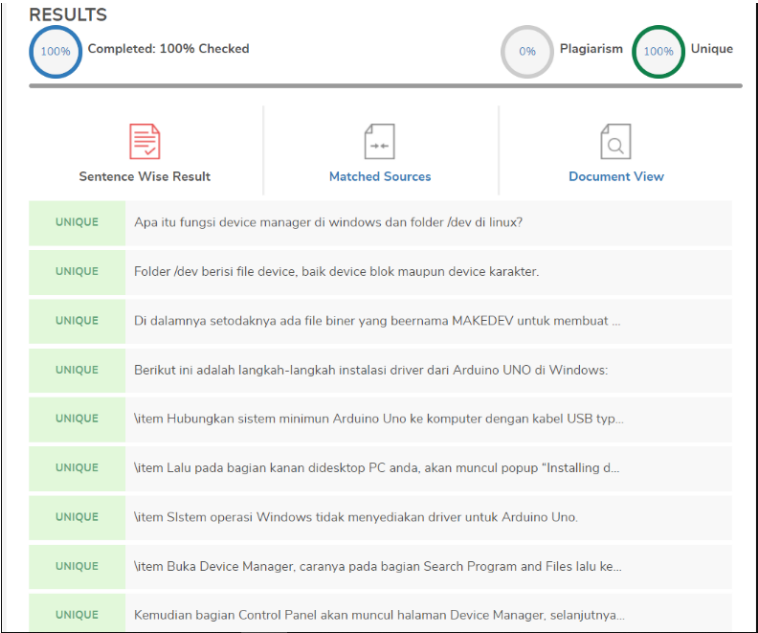 RESULTS
100% Completed: 100% Checked 0% Plagiarism 100% Unique
Sentence Wise Result Matched Sources Document View
UNIQUE Apa itu fungsi device manager di windows dan folder /dev di linux?
UNIQUE Folder /dev berisi file device, baik device blok maupun device karakter.
UNIQUE Di dalamnya setodaknya ada file biner yang beernama MAKEDEV untuk membuat ...
UNIQUE Berikut ini adalah langkah-langkah instalasi driver dari Arduino UNO di Windows:
UNIQUE \item Hubungkan sistem minimun Arduino Uno ke komputer dengan kabel USB typ...
UNIQUE \item Lalu pada bagian kanan didesktop PC anda, akan muncul popup “Installing d...
UNIQUE \item SIstem operasi Windows tidak menyediakan driver untuk Arduino Uno.
UNIQUE \item Buka Device Manager, caranya pada bagian Search Program and Files lalu ke...
UNIQUE Kemudian bagian Control Panel akan muncul halaman Device Manager, selanjutnya...